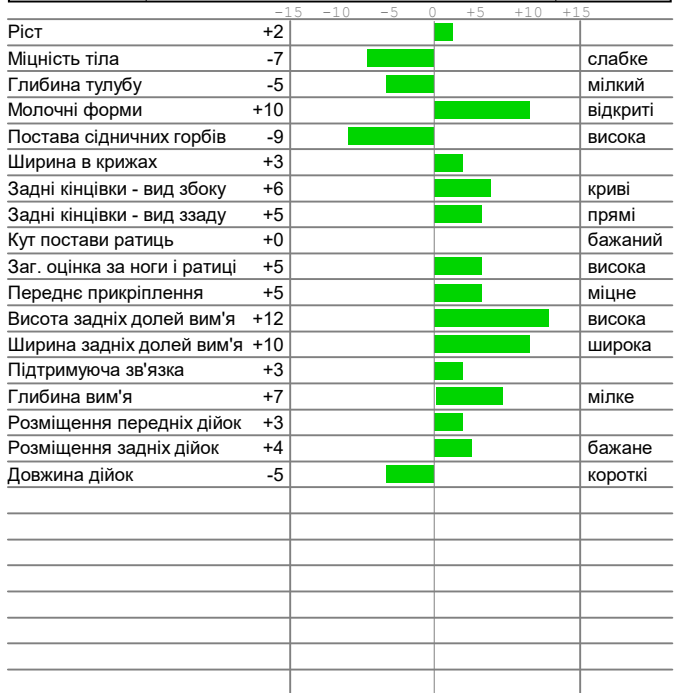 -15 -10 -5 0 +5 +10 +15
Ріст +2
Міцність тіла -7 слабке
Глибина тулубу -5 мілкий
Молочні форми +10 відкриті
Постава сідничних горбів -9 висока
Ширина в крижах +3
Задні кінцівки - вид збоку +6 криві
Задні кінцівки - вид ззаду +5 прямі
Кут постави ратиць +0 бажаний
Заг. оцінка за ноги і ратиці +5 висока
Переднє прикріплення +5 міцне
Висота задніх долей вим'я +12 висока
Ширина задніх долей вим'я +10 широка
Підтримуюча зв'язка +3
Глибина вим'я +7 мілке
Розміщення передніх дійок +3
Розміщення задніх дійок +4 бажане
Довжина дійок -5 короткі